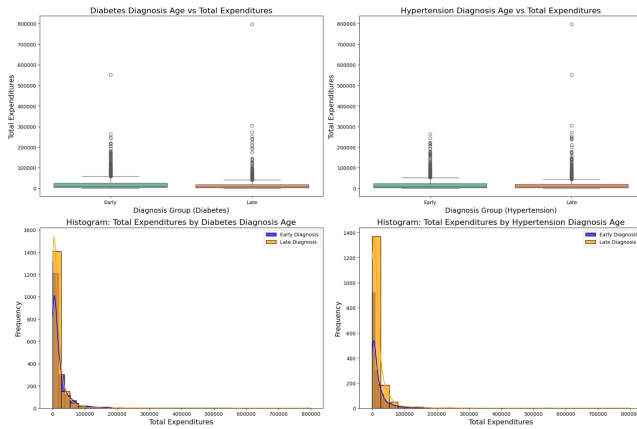 Diabetes Diagnosis Age vs Total Expenditures
800000
700000
600000
500000
400000
300000
200000
100000
0
Total Expenditures
Early
Late
Diagnosis Group (Diabetes)
Hypertension Diagnosis Age vs Total Expenditures
800000
700000
600000
500000
400000
300000
200000
100000
0
Total Expenditures
Early
Late
Diagnosis Group (Hypertension)
Histogram: Total Expenditures by Diabetes Diagnosis Age
1600
1400
1200
1000
800
600
400
200
0
Frequency
Early Diagnosis
Late Diagnosis
0 100000 200000 300000 400000 500000 600000 700000 800000
Total Expenditures
Histogram: Total Expenditures by Hypertension Diagnosis Age
1400
1200
1000
800
600
400
200
0
Frequency
Early Diagnosis
Late Diagnosis
0 100000 200000 300000 400000 500000 600000 700000 800000
Total Expenditures